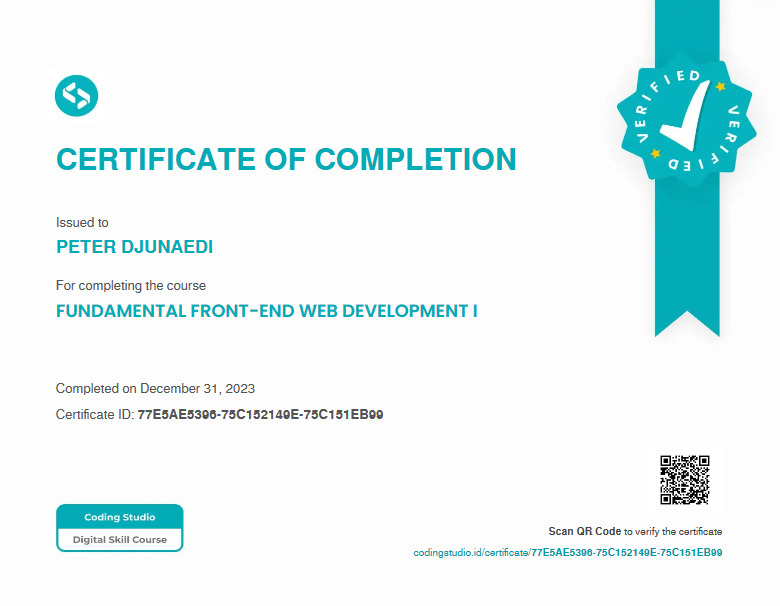 VERIFIED
VERIFIED
VERIFIED
CERTIFICATE OF COMPLETION
Issued to
PETER DJUNAEDI
For completing the course
FUNDAMENTAL FRONT-END WEB DEVELOPMENT I
Completed on December 31, 2023
Certificate ID: 77E5AE5396-75C152149E-75C151EB99
Coding Studio
Digital Skill Course
Scan QR Code to verify the certificate
codingstudio.id/certificate/77E5AE5396-75C152149E-75C151EB99